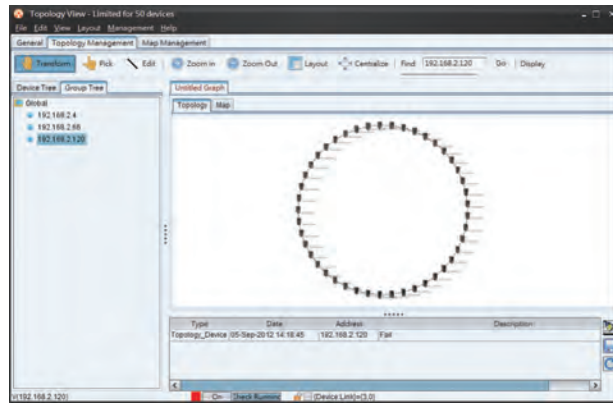 Topology View - Limited for 50 devices
File Edit View Layout Management Help
General Topology Management Map Management
Transform Pick Edit Zoom In Zoom Out Layout Centralize Find 192.168.2.120 Go Display
Device Tree Group Tree
Untitled Graph
Global
Topology Map
192.168.2.4
192.168.2.68
192.168.2.120
Type Date Address Description
Topology_Device 05-Sep-2012 14:18:45 192.168.2.120 Fail
V(192.168.2.120) On Check Running (Device Link)=(3,0)